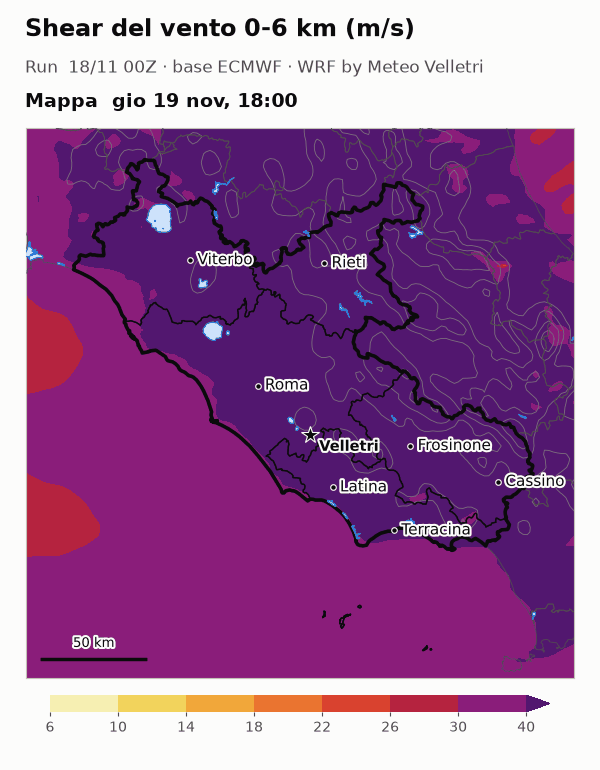 Shear del vento 0-6 km (m/s)
Run 18/11 00Z · base ECMWF · WRF by Meteo Velletri
Mappa gio 19 nov, 18:00
Viterbo
Rieti
Roma
Velletri
Frosinone
Cassino
Latina
Terracina
50 km
6 10 14 18 22 26 30 40